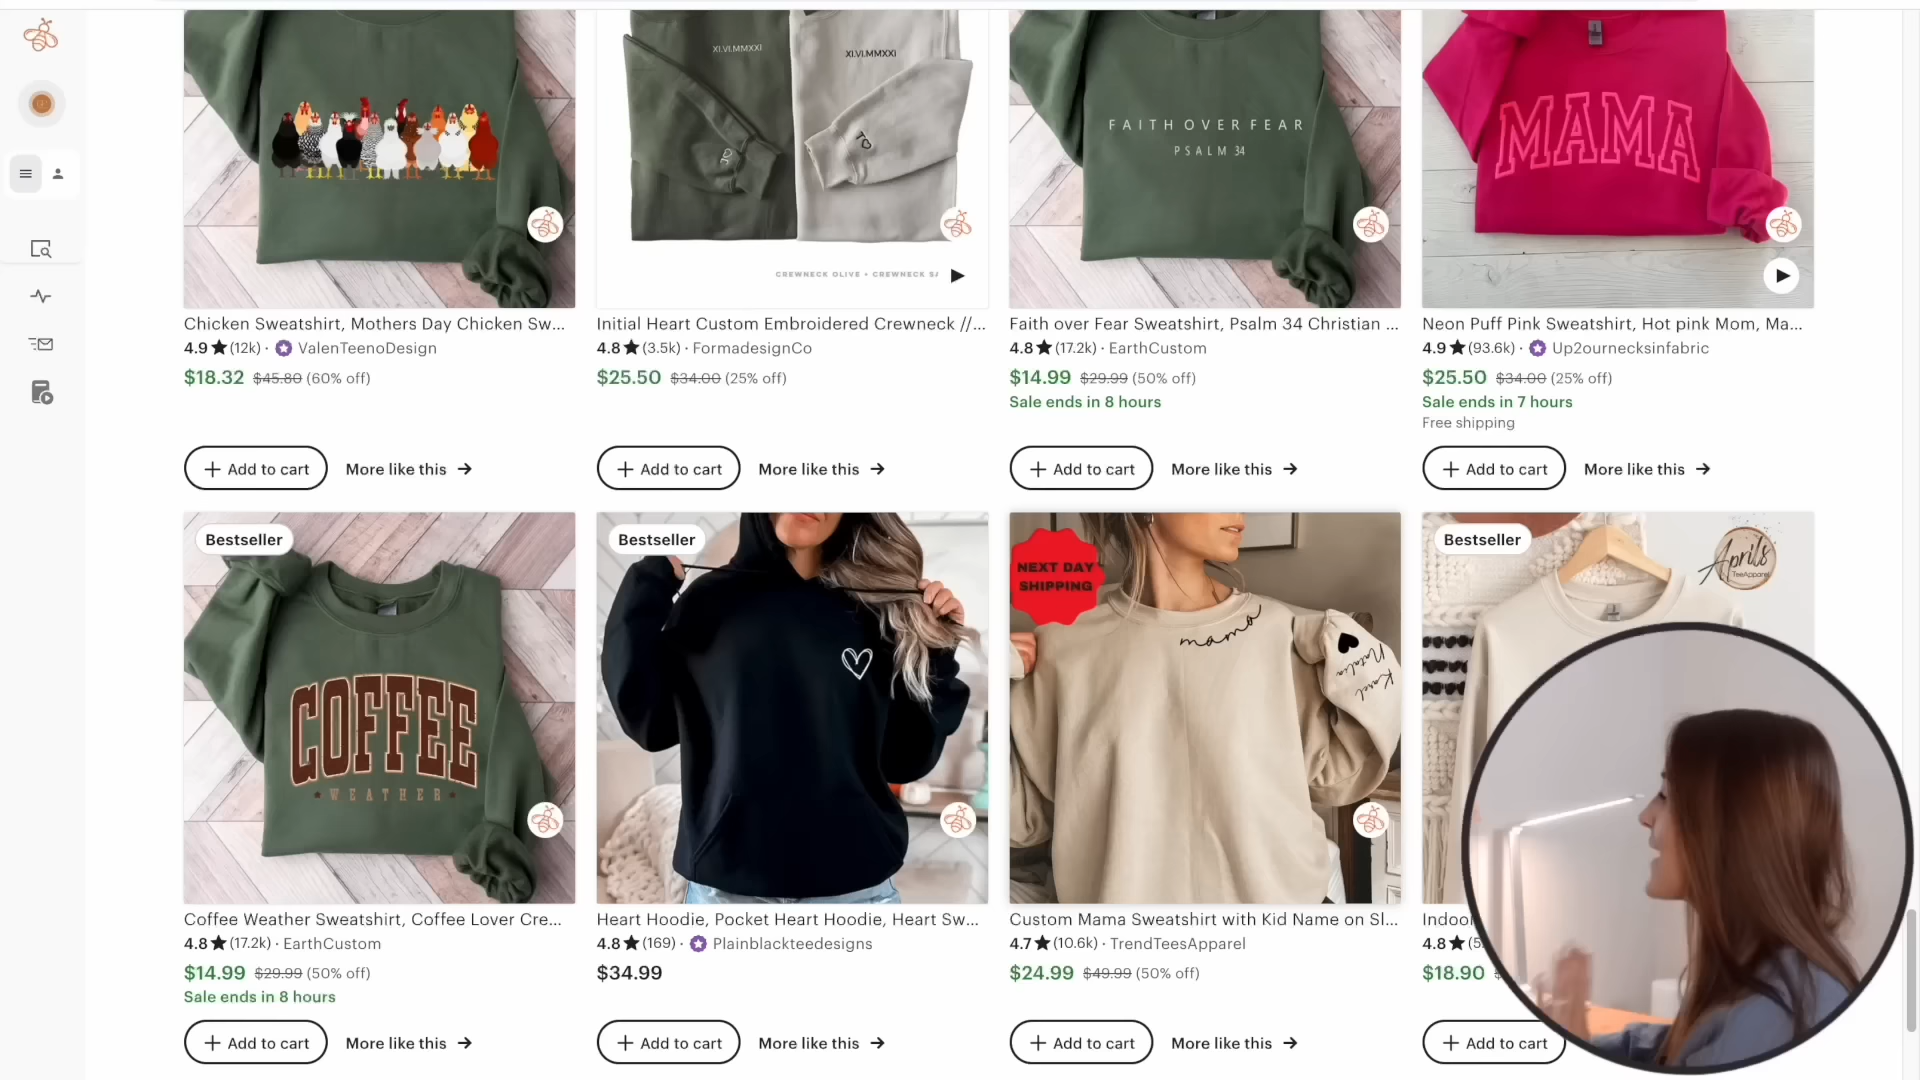 XI.VI.MMXXI
XI.VI.MMXXI
CREWNECK OLIVE • CREWNECK SA
FAITH OVER FEAR
PSALM 34
MAMA
Chicken Sweatshirt, Mothers Day Chicken Sw...
4.9★(12k) · ValenTeenoDesign
$18.32 $45.80 (60% off)
Initial Heart Custom Embroidered Crewneck //...
4.8★(3.5k) · FormadesignCo
$25.50 $34.00 (25% off)
Faith over Fear Sweatshirt, Psalm 34 Christian ...
4.8★(17.2k) · EarthCustom
$14.99 $29.99 (50% off)
Sale ends in 8 hours
Neon Puff Pink Sweatshirt, Hot pink Mom, Ma...
4.9★(93.6k) · Up2ournecksinfabric
$25.50 $34.00 (25% off)
Sale ends in 7 hours
Free shipping
+ Add to cart More like this →
+ Add to cart More like this →
+ Add to cart More like this →
+ Add to cart More like this →
Bestseller
COFFEE
WEATHER
Bestseller
NEXT DAY
SHIPPING
mama
Natalia
Karel
Bestseller
Aprils
TeeApparel
Coffee Weather Sweatshirt, Coffee Lover Cre...
4.8★(17.2k) · EarthCustom
$14.99 $29.99 (50% off)
Sale ends in 8 hours
Heart Hoodie, Pocket Heart Hoodie, Heart Sw...
4.8★(169) · Plainblackteedesigns
$34.99
Custom Mama Sweatshirt with Kid Name on Sl...
4.7★(10.6k) · TrendTeesApparel
$24.99 $49.99 (50% off)
Indoo
4.8★(5
$18.90
+ Add to cart More like this →
+ Add to cart More like this →
+ Add to cart More like this →
+ Add to cart